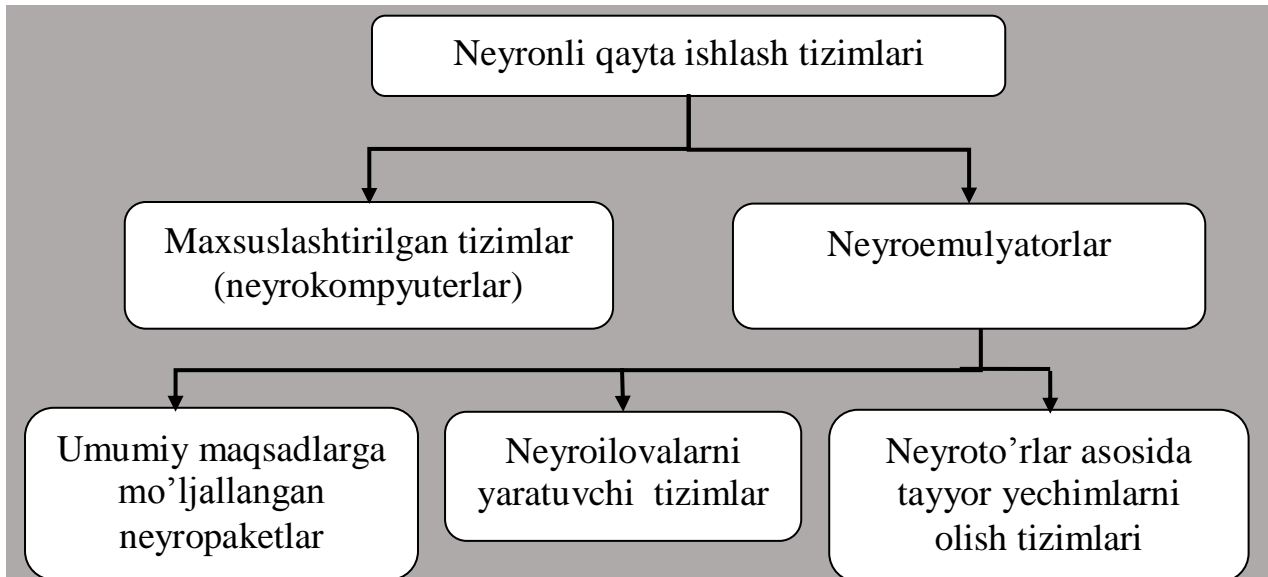 Neyronli qayta ishlash tizimlari
Maxsuslashtirilgan tizimlar
(neyrokompyuterlar)
Neyroemulyatorlar
Umumiy maqsadlarga
mo’ljallangan
neyropaketlar
Neyroilovalarni
yaratuvchi tizimlar
Neyroto’rlar asosida
tayyor yechimlarni
olish tizimlari